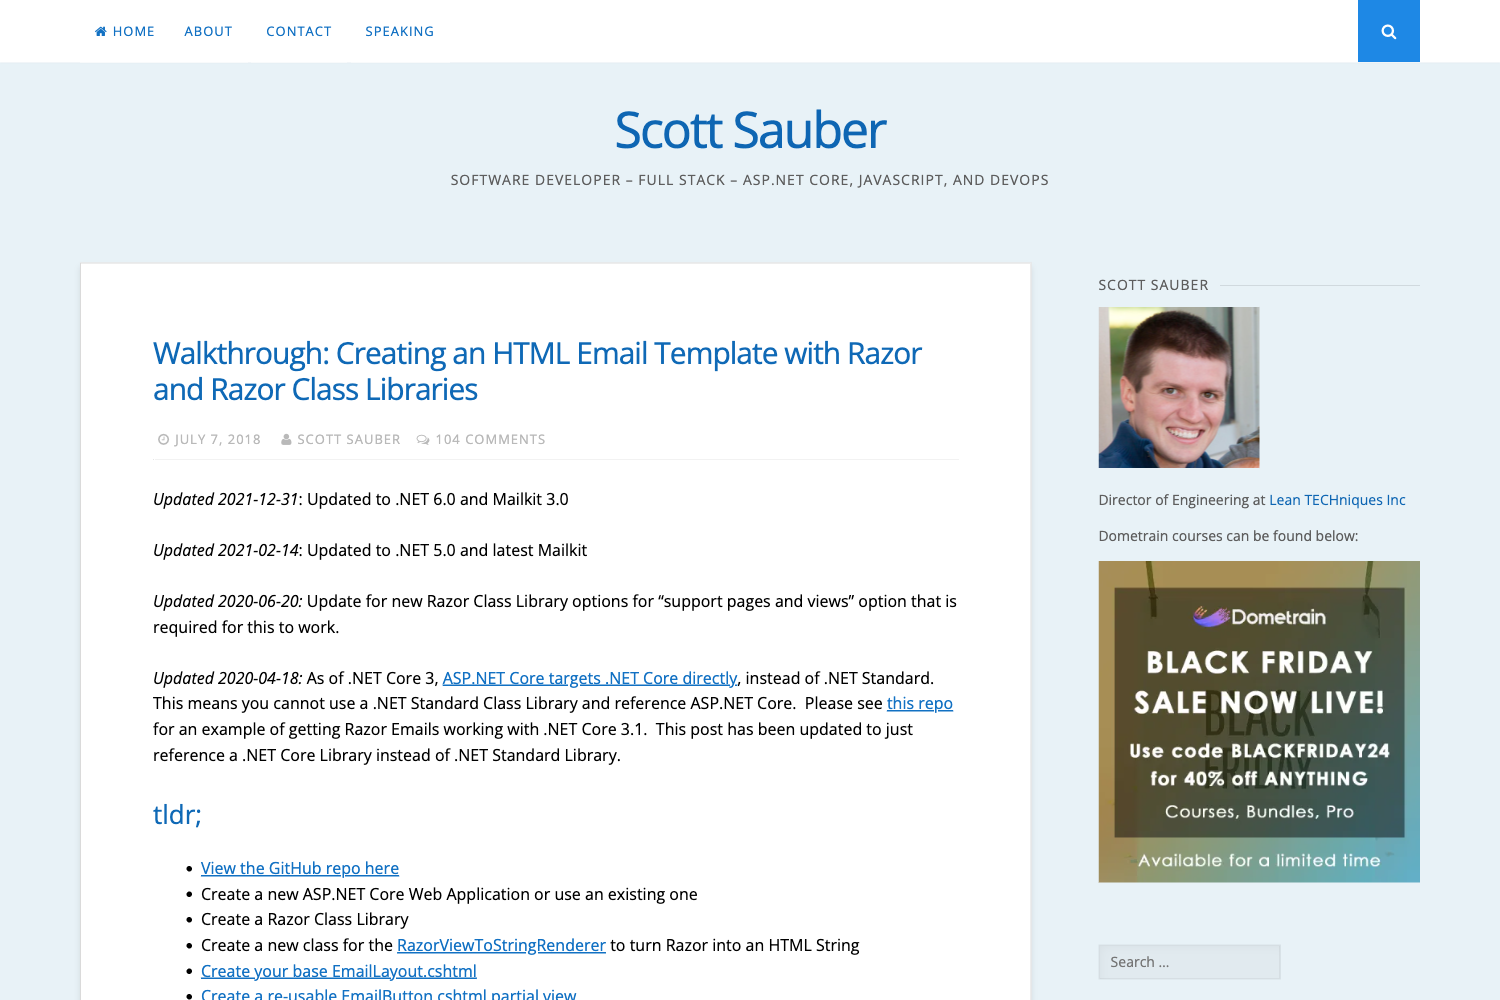 HOME ABOUT CONTACT SPEAKING
Scott Sauber
SOFTWARE DEVELOPER – FULL STACK – ASP.NET CORE, JAVASCRIPT, AND DEVOPS
Walkthrough: Creating an HTML Email Template with Razor
and Razor Class Libraries
JULY 7, 2018 SCOTT SAUBER 104 COMMENTS
Updated 2021-12-31: Updated to .NET 6.0 and Mailkit 3.0
Updated 2021-02-14: Updated to .NET 5.0 and latest Mailkit
Updated 2020-06-20: Update for new Razor Class Library options for “support pages and views” option that is
required for this to work.
Updated 2020-04-18: As of .NET Core 3, ASP.NET Core targets .NET Core directly, instead of .NET Standard.
This means you cannot use a .NET Standard Class Library and reference ASP.NET Core.  Please see this repo
for an example of getting Razor Emails working with .NET Core 3.1.  This post has been updated to just
reference a .NET Core Library instead of .NET Standard Library.
tldr;
• View the GitHub repo here
• Create a new ASP.NET Core Web Application or use an existing one
• Create a Razor Class Library
• Create a new class for the RazorViewToStringRenderer to turn Razor into an HTML String
• Create your base EmailLayout.cshtml
• Create a re-usable EmailButton.cshtml partial view
SCOTT SAUBER
Director of Engineering at Lean TECHniques Inc
Dometrain courses can be found below:
Dometrain
BLACK FRIDAY
SALE NOW LIVE!
BLACK
FRIDAY
Use code BLACKFRIDAY24
for 40% off ANYTHING
Courses, Bundles, Pro
Available for a limited time
Search …